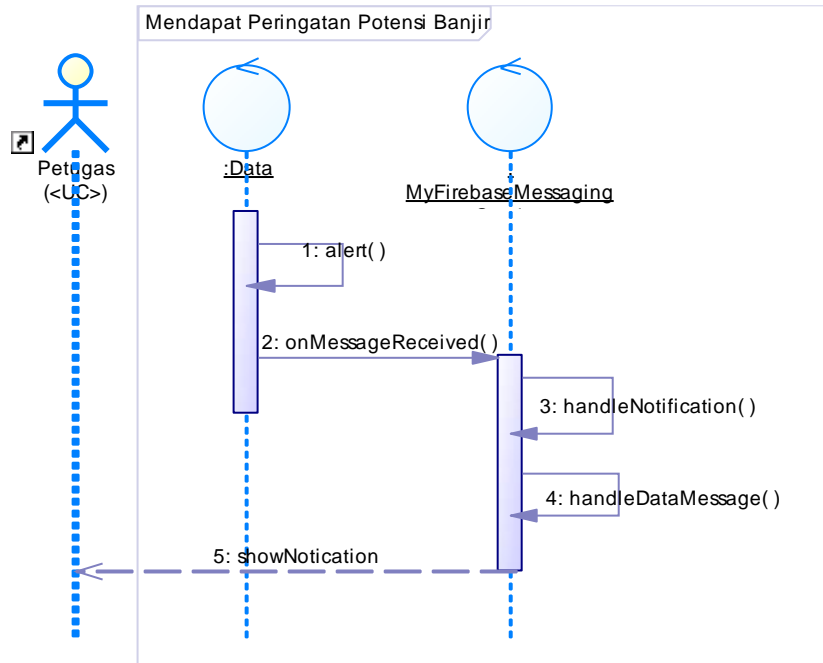 Mendapat Peringatan Potensi Banjir
Petugas
(<UC>)
:Data
:
MyFirebaseMessaging
1: alert( )
2: onMessageReceived( )
3: handleNotification( )
4: handleDataMessage( )
5: showNotication